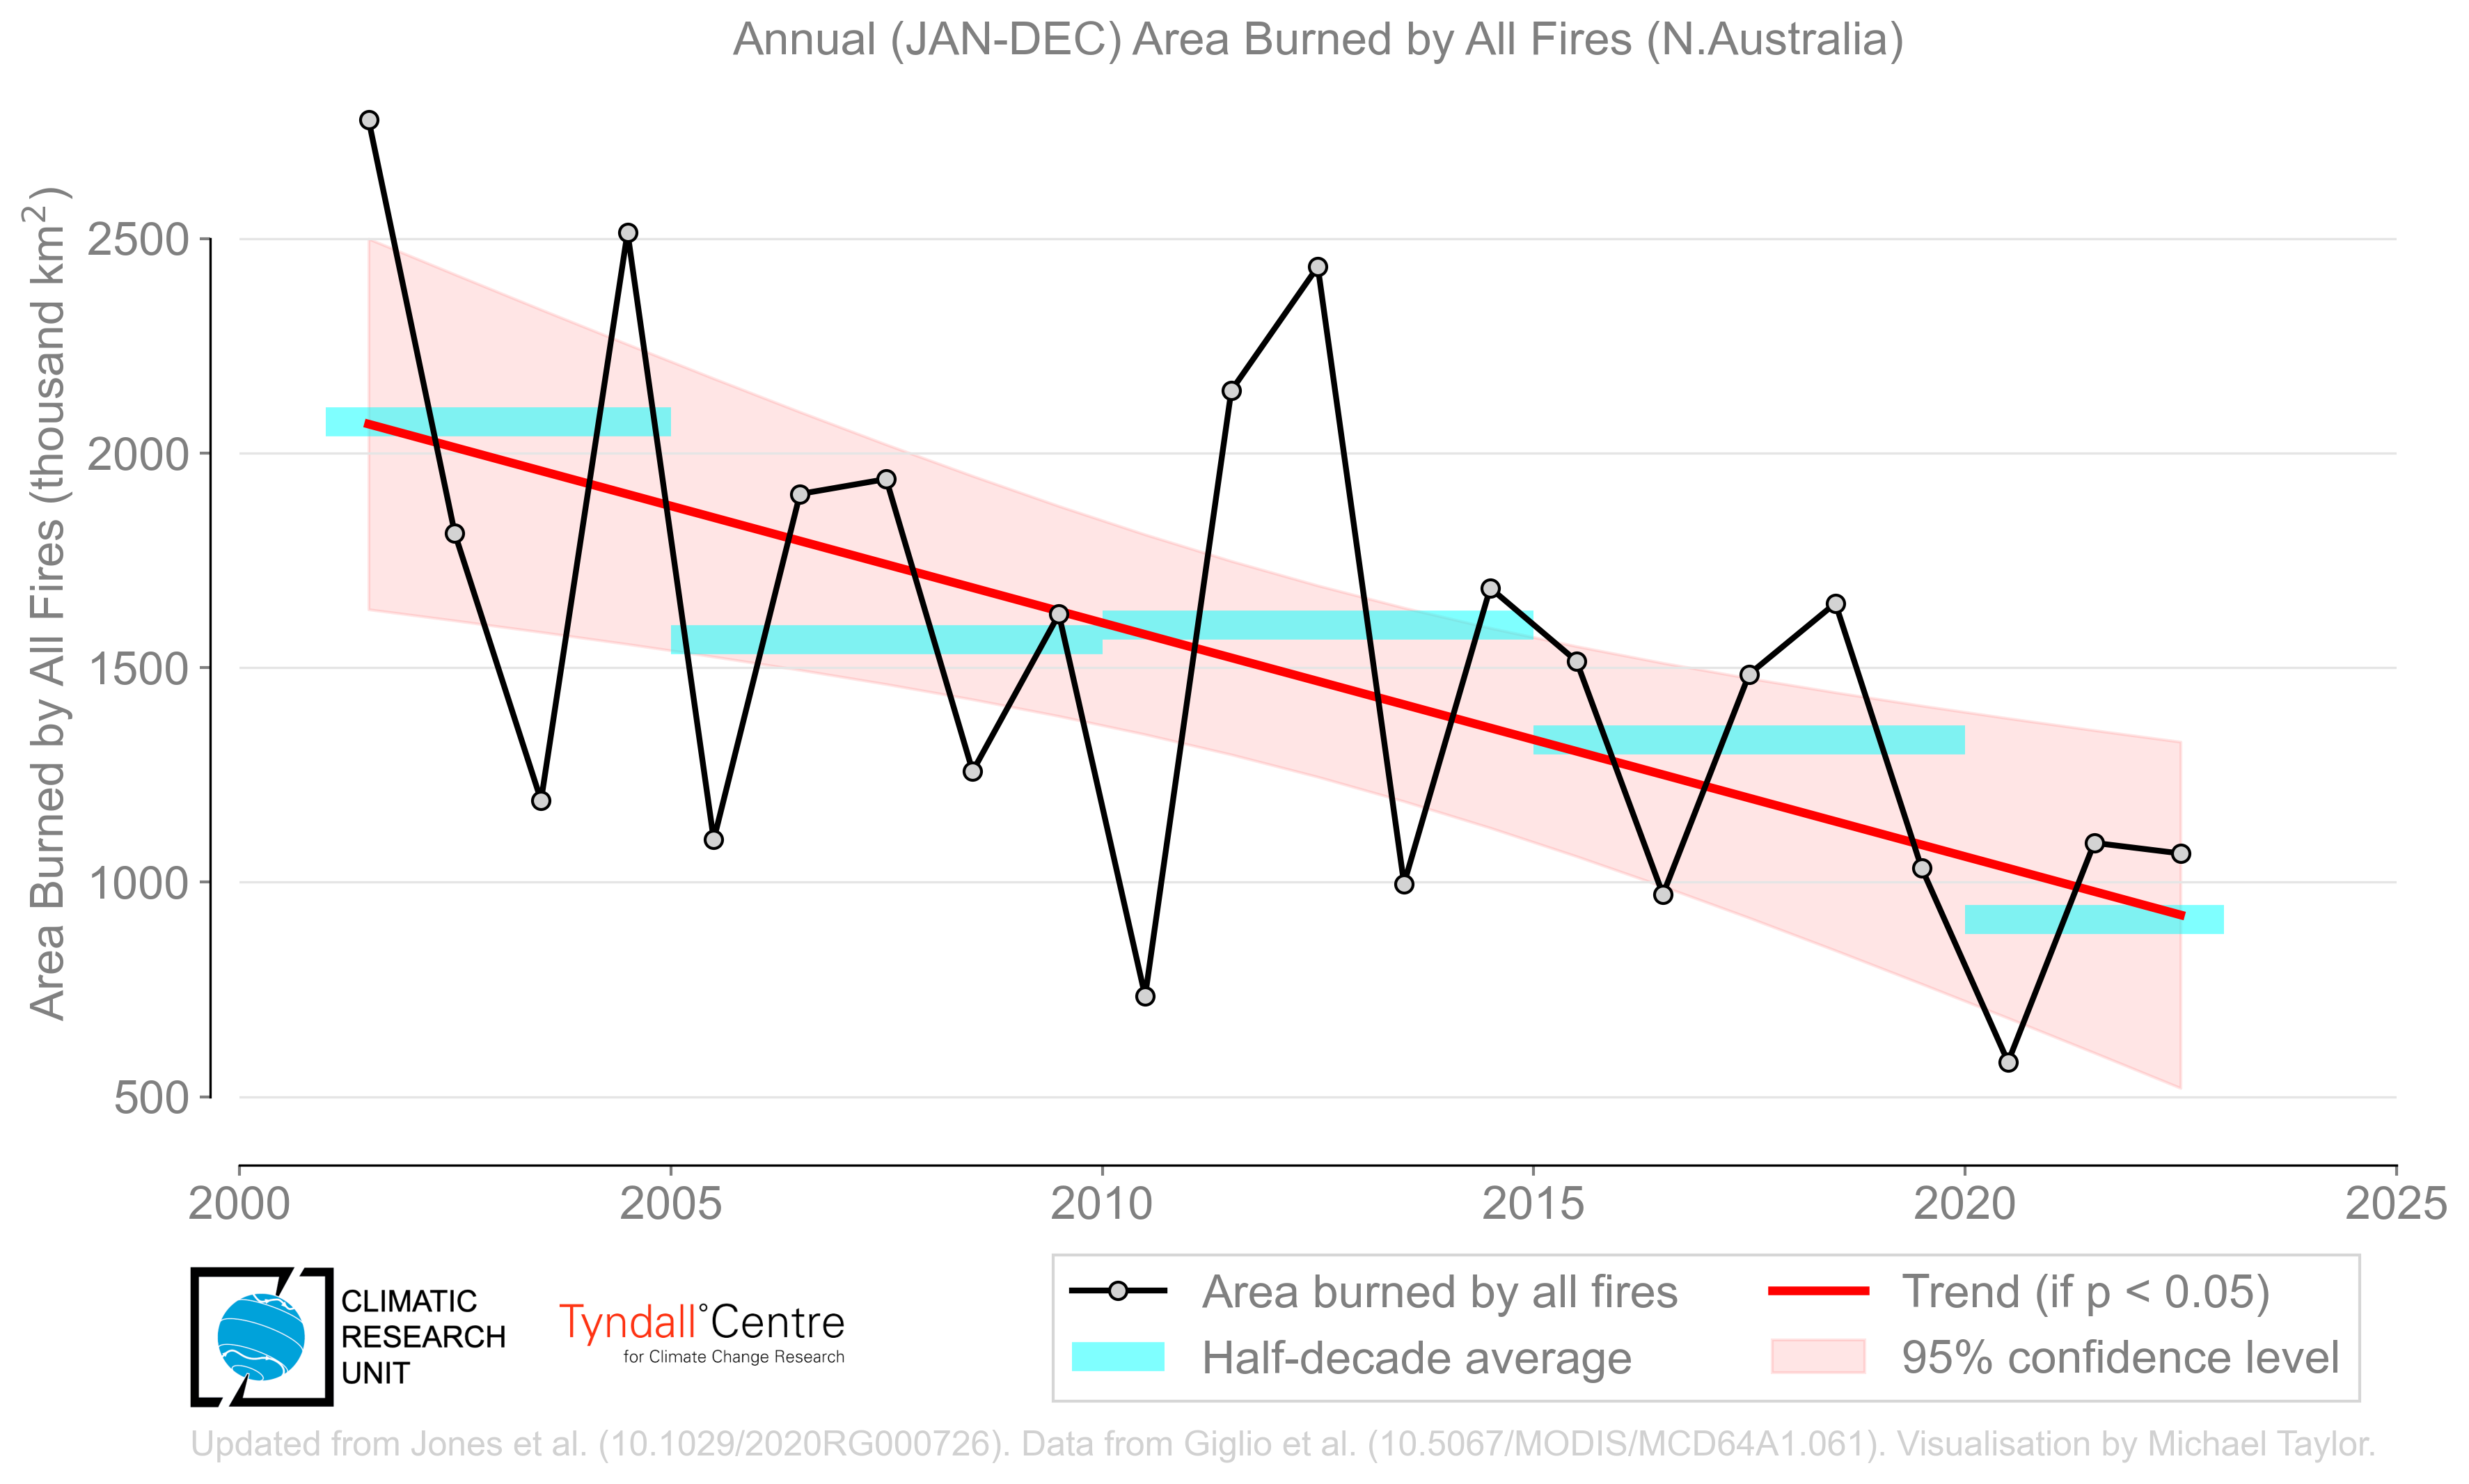 Annual (JAN-DEC) Area Burned by All Fires (N.Australia)
Area Burned by All Fires (thousand km²)
2500
2000
1500
1000
500
2000 2005 2010 2015 2020 2025
CLIMATIC
RESEARCH
UNIT
Tyndall°Centre
for Climate Change Research
Area burned by all fires
Half-decade average
Trend (if p < 0.05)
95% confidence level
Updated from Jones et al. (10.1029/2020RG000726). Data from Giglio et al. (10.5067/MODIS/MCD64A1.061). Visualisation by Michael Taylor.